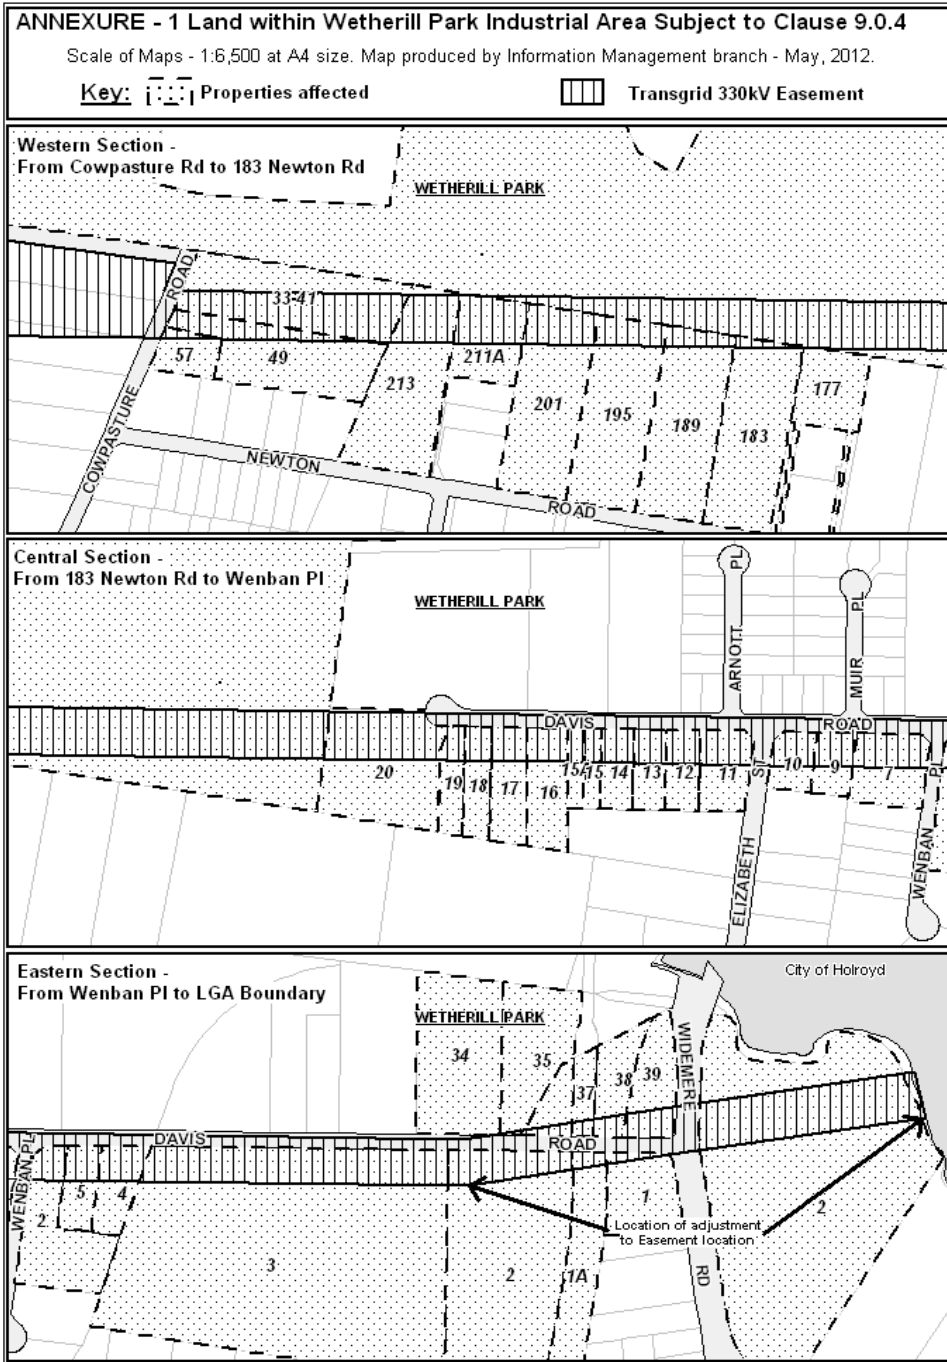 ANNEXURE - 1 Land within Wetherill Park Industrial Area Subject to Clause 9.0.4
Scale of Maps - 1:6,500 at A4 size. Map produced by Information Management branch - May, 2012.
Key: Properties affected Transgrid 330kV Easement
Western Section -
From Cowpasture Rd to 183 Newton Rd
WETHERILL PARK
ROAD
33-41
57
49
213
211A
201
195
189
183
177
COWPASTURE
NEWTON
ROAD
Central Section -
From 183 Newton Rd to Wenban Pl
WETHERILL PARK
PL
ARNOTT
PL
MUIR
DAVIS
ROAD
20
19
18
17
16
15A
15
14
13
12
11
ST
10
9
7
PL
ELIZABETH
WENBAN
Eastern Section -
From Wenban Pl to LGA Boundary
City of Holroyd
WETHERILL PARK
34
35
37
38
39
WIDEMERE
DAVIS
ROAD
WENBAN PL
2
5
4
3
2
1A
1
2
Location of adjustment
to Easement location
RD